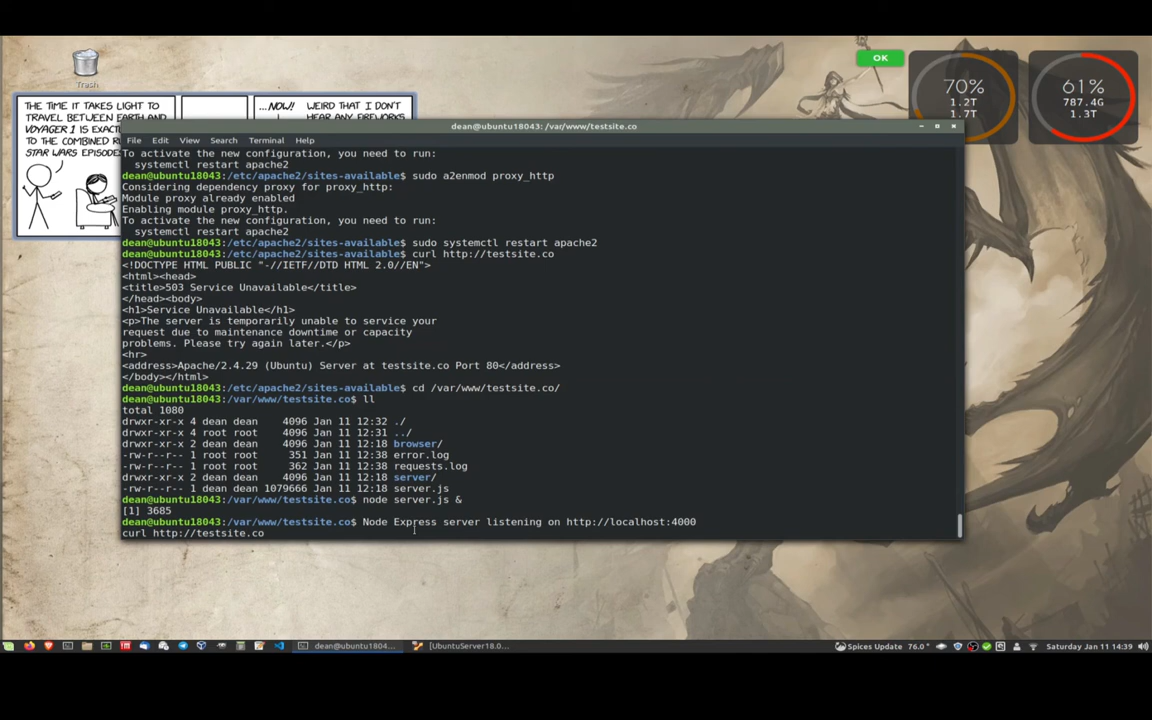 OK
70%
1.2T
1.7T
61%
787.4G
1.3T
Trash
THE TIME IT TAKES LIGHT TO
TRAVEL BETWEEN EARTH AND
VOYAGER 1 IS EXACT
TO THE COMBINED RU
STAR WARS EPISODE
...NOW!
WEIRD THAT I DON'T
HEAR ANY FIREWORKS
dean@ubuntu18043: /var/www/testsite
File Edit View Search Terminal Help
To activate the new configuration, you need to run:
  systemctl restart apache2
dean@ubuntu18043:/etc/apache2/sites-available$ sudo a2enmod proxy_http
Considering dependency proxy for proxy_http:
Module proxy already enabled
Enabling module proxy_http.
To activate the new configuration, you need to run:
  systemctl restart apache2
dean@ubuntu18043:/etc/apache2/sites-available$ sudo systemctl restart apache2
dean@ubuntu18043:/etc/apache2/sites-available$ curl http://testsite.co
<!DOCTYPE HTML PUBLIC "-//IETF//DTD HTML 2.0//EN">
<html><head>
<title>503 Service Unavailable</title>
</head><body>
<h1>Service Unavailable</h1>
<p>The server is temporarily unable to service your
request due to maintenance downtime or capacity
problems. Please try again later.</p>
<hr>
<address>Apache/2.4.29 (Ubuntu) Server at testsite.co Port 80</address>
</body></html>
dean@ubuntu18043:/etc/apache2/sites-available$ cd /var/www/testsite.co/
dean@ubuntu18043:/var/www/testsite.co$ ll
total 1080
drwxr-xr-x 4 dean dean    4096 Jan 11 12:32 ./
drwxr-xr-x 4 root root    4096 Jan 11 12:31 ../
drwxr-xr-x 2 dean dean    4096 Jan 11 12:18 browser/
-rw-r--r-- 1 root root     351 Jan 11 12:38 error.log
-rw-r--r-- 1 root root     362 Jan 11 12:38 requests.log
drwxr-xr-x 2 dean dean    4096 Jan 11 12:18 server/
-rw-r--r-- 1 dean dean 1079666 Jan 11 12:18 server.js
dean@ubuntu18043:/var/www/testsite.co$ node server.js &
[1] 3685
dean@ubuntu18043:/var/www/testsite.co$ Node Express server listening on http://localhost:4000
curl http://testsite.co
dean@ubuntu1804...
[UbuntuServer18.0...
Spices Update 76.0°
Saturday Jan 11 14:39